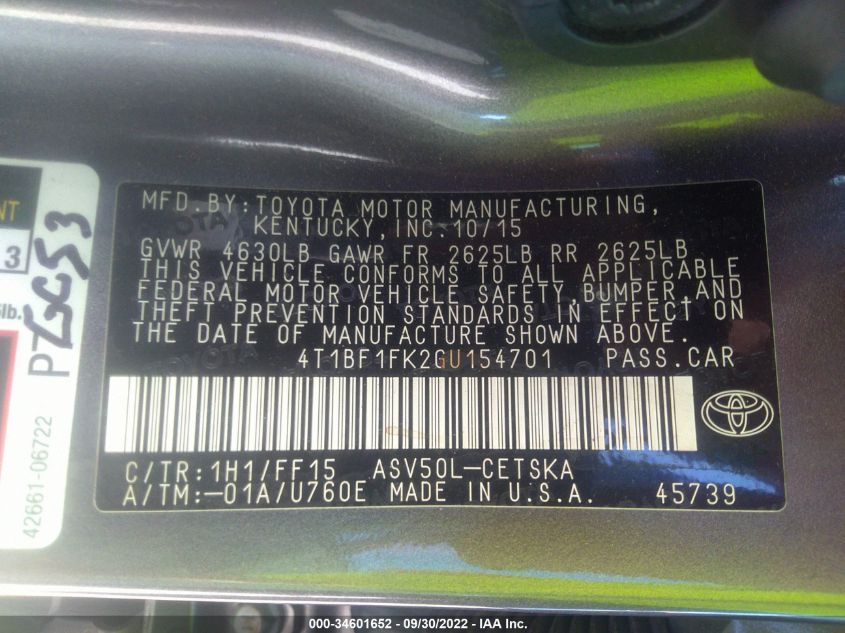 MFD.BY:TOYOTA MOTOR MANUFACTURING,
KENTUCKY,INC.10/15
GVWR 4630LB GAWR FR 2625LB RR 2625LB
THIS VEHICLE CONFORMS TO ALL APPLICABLE
FEDERAL MOTOR VEHICLE SAFETY,BUMPER,AND
THEFT PREVENTION STANDARDS IN EFFECT ON
THE DATE OF MANUFACTURE SHOWN ABOVE.
4T1BF1FK2GU154701 PASS.CAR
C/TR:1H1/FF15 ASV50L-CETSKA
A/TM:-01A/U760E MADE IN U.S.A. 45739
NT
3
lb.
42661-06722
000-34601652 - 09/30/2022 - IAA Inc.